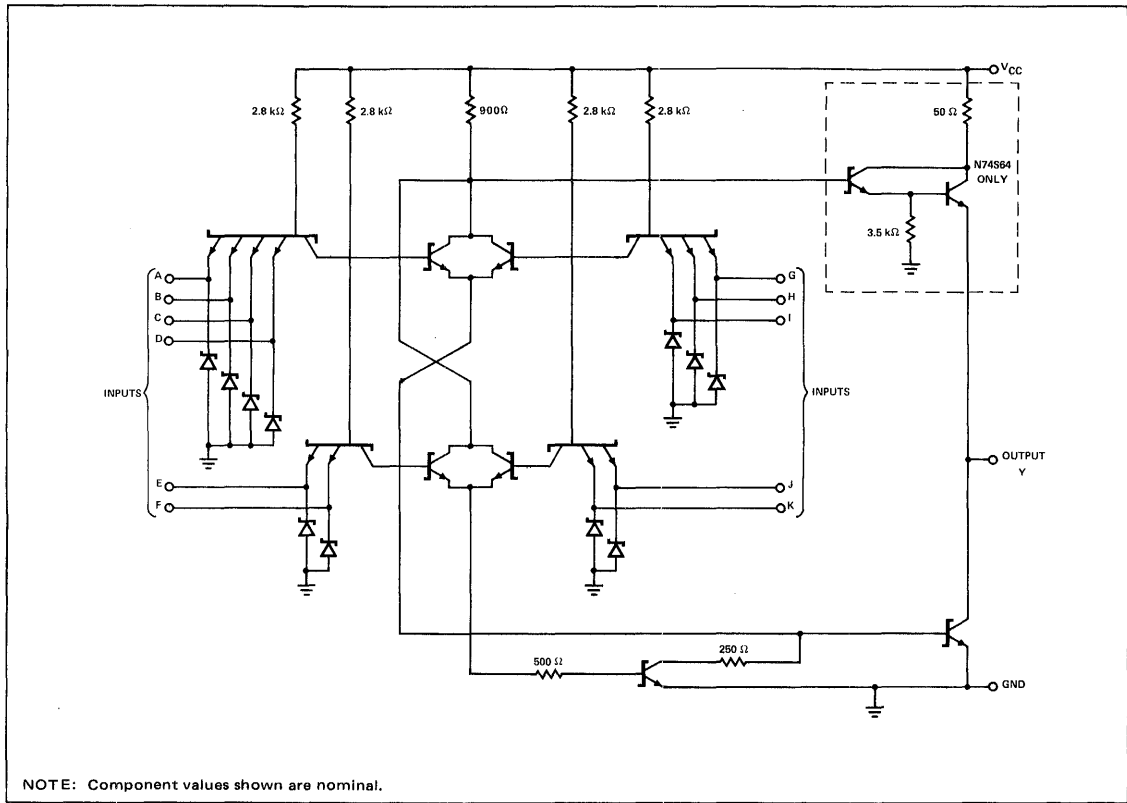 VCC
2.8 kΩ
2.8 kΩ
900Ω
2.8 kΩ
2.8 kΩ
50 Ω
N74S64
ONLY
3.5 kΩ
A
B
C
D
INPUTS
E
F
G
H
I
INPUTS
J
K
OUTPUT
Y
500 Ω
250 Ω
GND
NOTE: Component values shown are nominal.